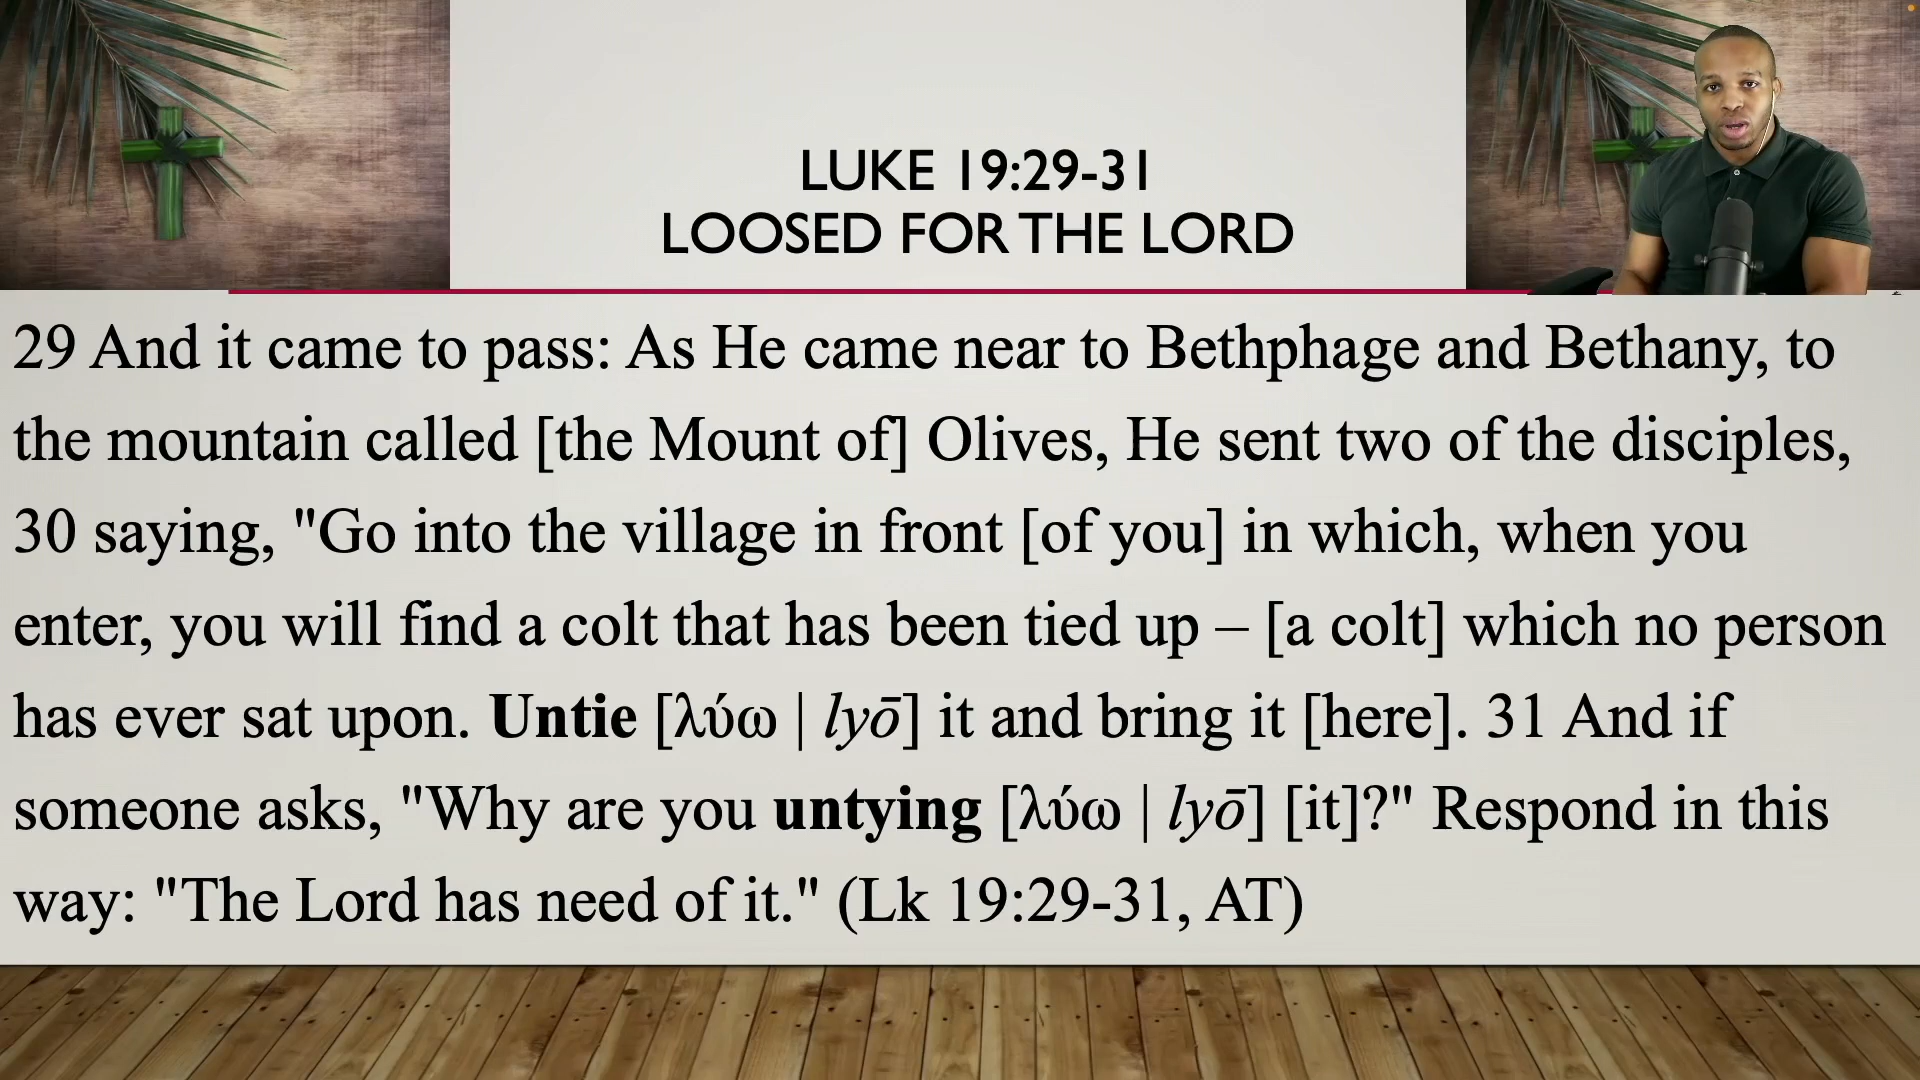 LUKE 19:29-31
LOOSED FOR THE LORD
29 And it came to pass: As He came near to Bethphage and Bethany, to
the mountain called [the Mount of] Olives, He sent two of the disciples,
30 saying, "Go into the village in front [of you] in which, when you
enter, you will find a colt that has been tied up – [a colt] which no person
has ever sat upon. Untie [λύω | lyō] it and bring it [here]. 31 And if
someone asks, "Why are you untying [λύω | lyō] [it]?" Respond in this
way: "The Lord has need of it." (Lk 19:29-31, AT)